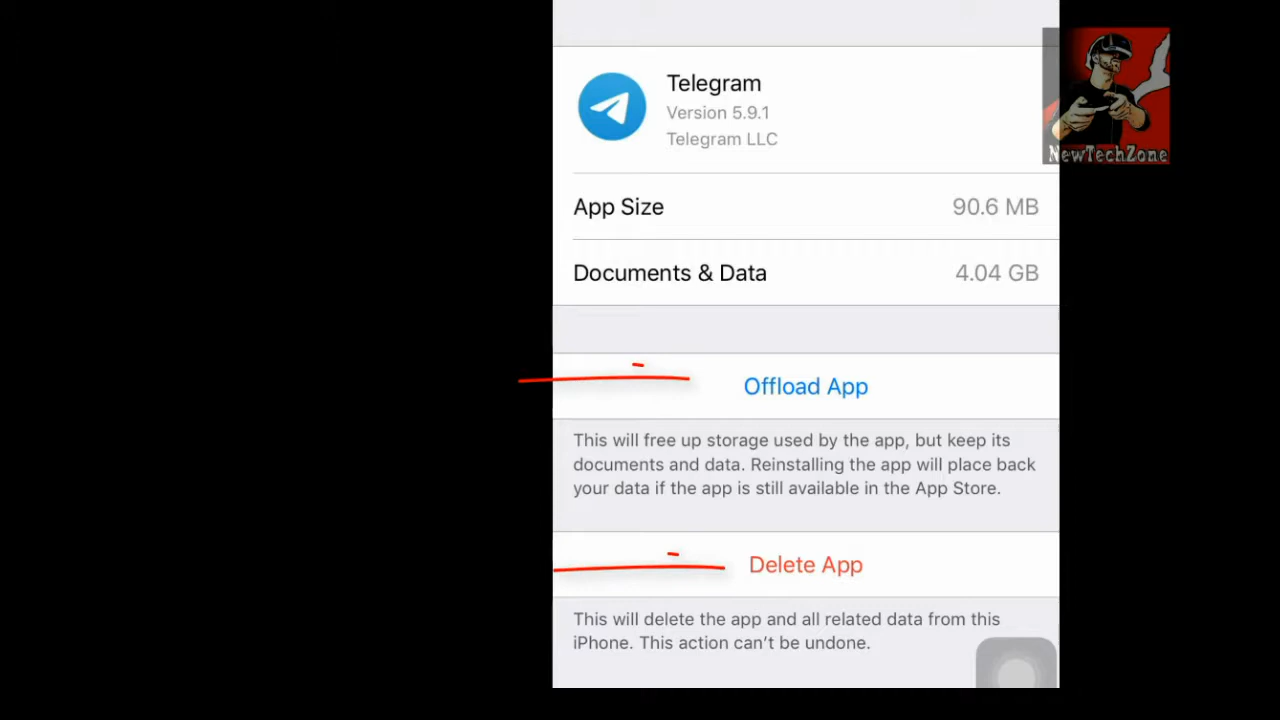 Telegram
Version 5.9.1
Telegram LLC
NewTechZone
App Size 90.6 MB
Documents & Data 4.04 GB
Offload App
This will free up storage used by the app, but keep its
documents and data. Reinstalling the app will place back
your data if the app is still available in the App Store.
Delete App
This will delete the app and all related data from this
iPhone. This action can’t be undone.